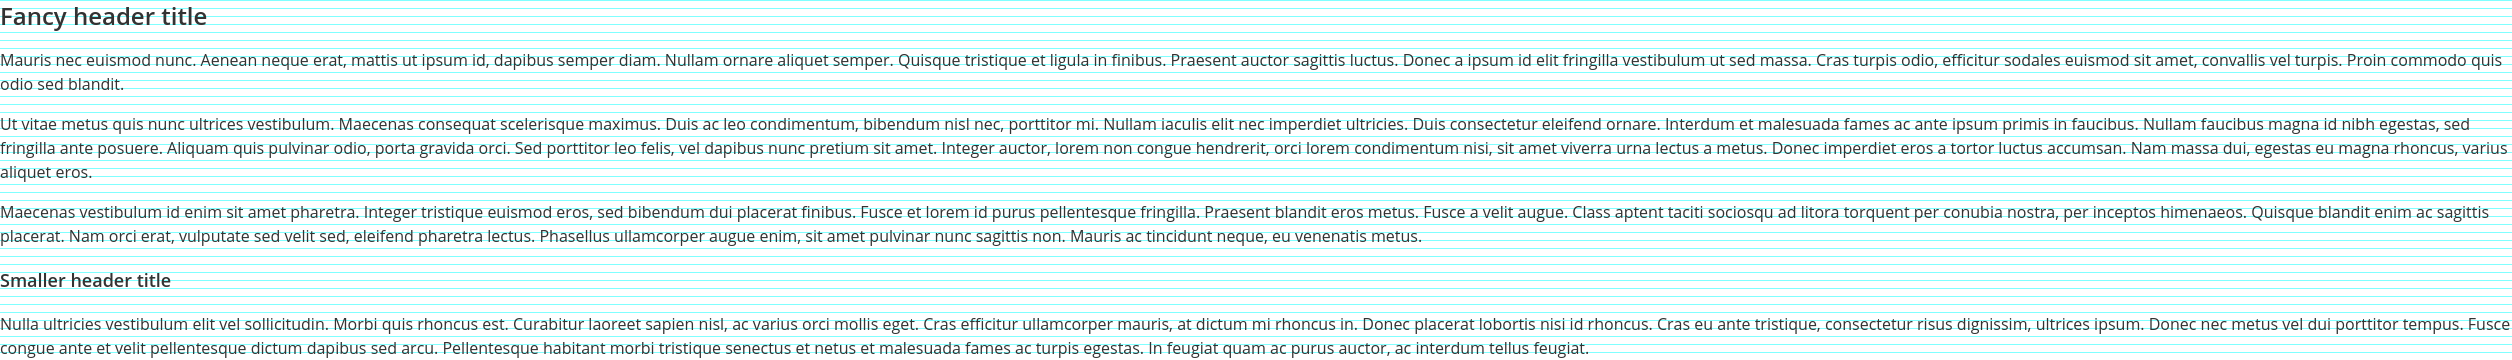 Fancy header title
Mauris nec euismod nunc. Aenean neque erat, mattis ut ipsum id, dapibus semper diam. Nullam ornare aliquet semper. Quisque tristique et ligula in finibus. Praesent auctor sagittis luctus. Donec a ipsum id elit fringilla vestibulum ut sed massa. Cras turpis odio, efficitur sodales euismod sit amet, convallis vel turpis. Proin commodo quis
odio sed blandit.
Ut vitae metus quis nunc ultrices vestibulum. Maecenas consequat scelerisque maximus. Duis ac leo condimentum, bibendum nisl nec, porttitor mi. Nullam iaculis elit nec imperdiet ultricies. Duis consectetur eleifend ornare. Interdum et malesuada fames ac ante ipsum primis in faucibus. Nullam faucibus magna id nibh egestas, sed
fringilla ante posuere. Aliquam quis pulvinar odio, porta gravida orci. Sed porttitor leo felis, vel dapibus nunc pretium sit amet. Integer auctor, lorem non congue hendrerit, orci lorem condimentum nisi, sit amet viverra urna lectus a metus. Donec imperdiet eros a tortor luctus accumsan. Nam massa dui, egestas eu magna rhoncus, varius
aliquet eros.
Maecenas vestibulum id enim sit amet pharetra. Integer tristique euismod eros, sed bibendum dui placerat finibus. Fusce et lorem id purus pellentesque fringilla. Praesent blandit eros metus. Fusce a velit augue. Class aptent taciti sociosqu ad litora torquent per conubia nostra, per inceptos himenaeos. Quisque blandit enim ac sagittis
placerat. Nam orci erat, vulputate sed velit sed, eleifend pharetra lectus. Phasellus ullamcorper augue enim, sit amet pulvinar nunc sagittis non. Mauris ac tincidunt neque, eu venenatis metus.
Smaller header title
Nulla ultricies vestibulum elit vel sollicitudin. Morbi quis rhoncus est. Curabitur laoreet sapien nisl, ac varius orci mollis eget. Cras efficitur ullamcorper mauris, at dictum mi rhoncus in. Donec placerat lobortis nisi id rhoncus. Cras eu ante tristique, consectetur risus dignissim, ultrices ipsum. Donec nec metus vel dui porttitor tempus. Fusce
congue ante et velit pellentesque dictum dapibus sed arcu. Pellentesque habitant morbi tristique senectus et netus et malesuada fames ac turpis egestas. In feugiat quam ac purus auctor, ac interdum tellus feugiat.